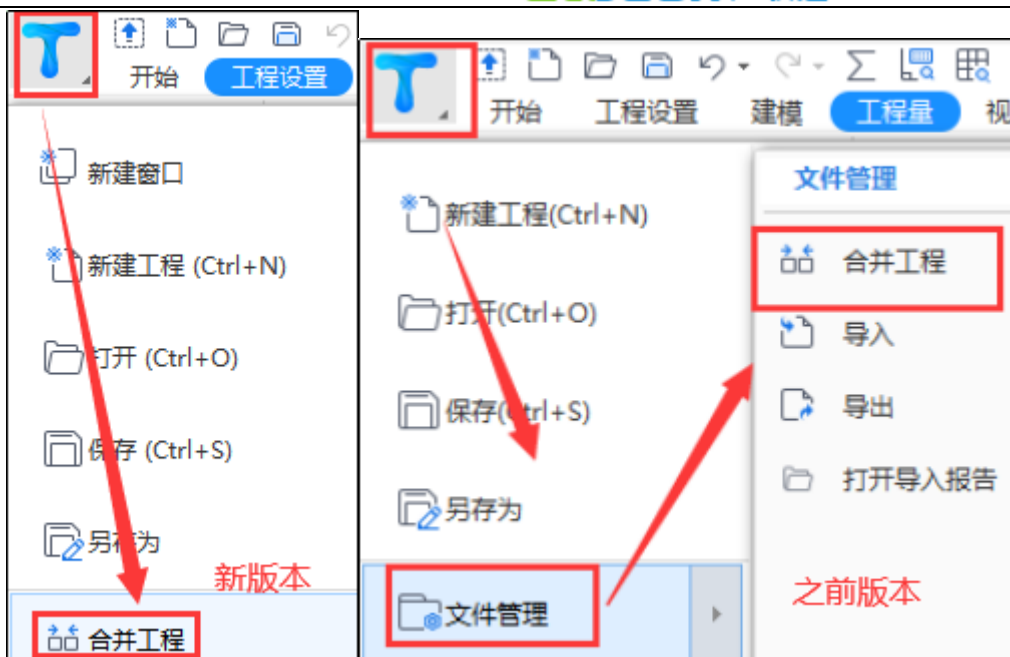 开始 工程设置
新建窗口
新建工程 (Ctrl+N)
打开 (Ctrl+O)
保存 (Ctrl+S)
另存为
新版本
合并工程
开始 工程设置 建模 工程量 视
新建工程(Ctrl+N)
打开(Ctrl+O)
保存(Ctrl+S)
另存为
文件管理
文件管理
合并工程
导入
导出
打开导入报告
之前版本